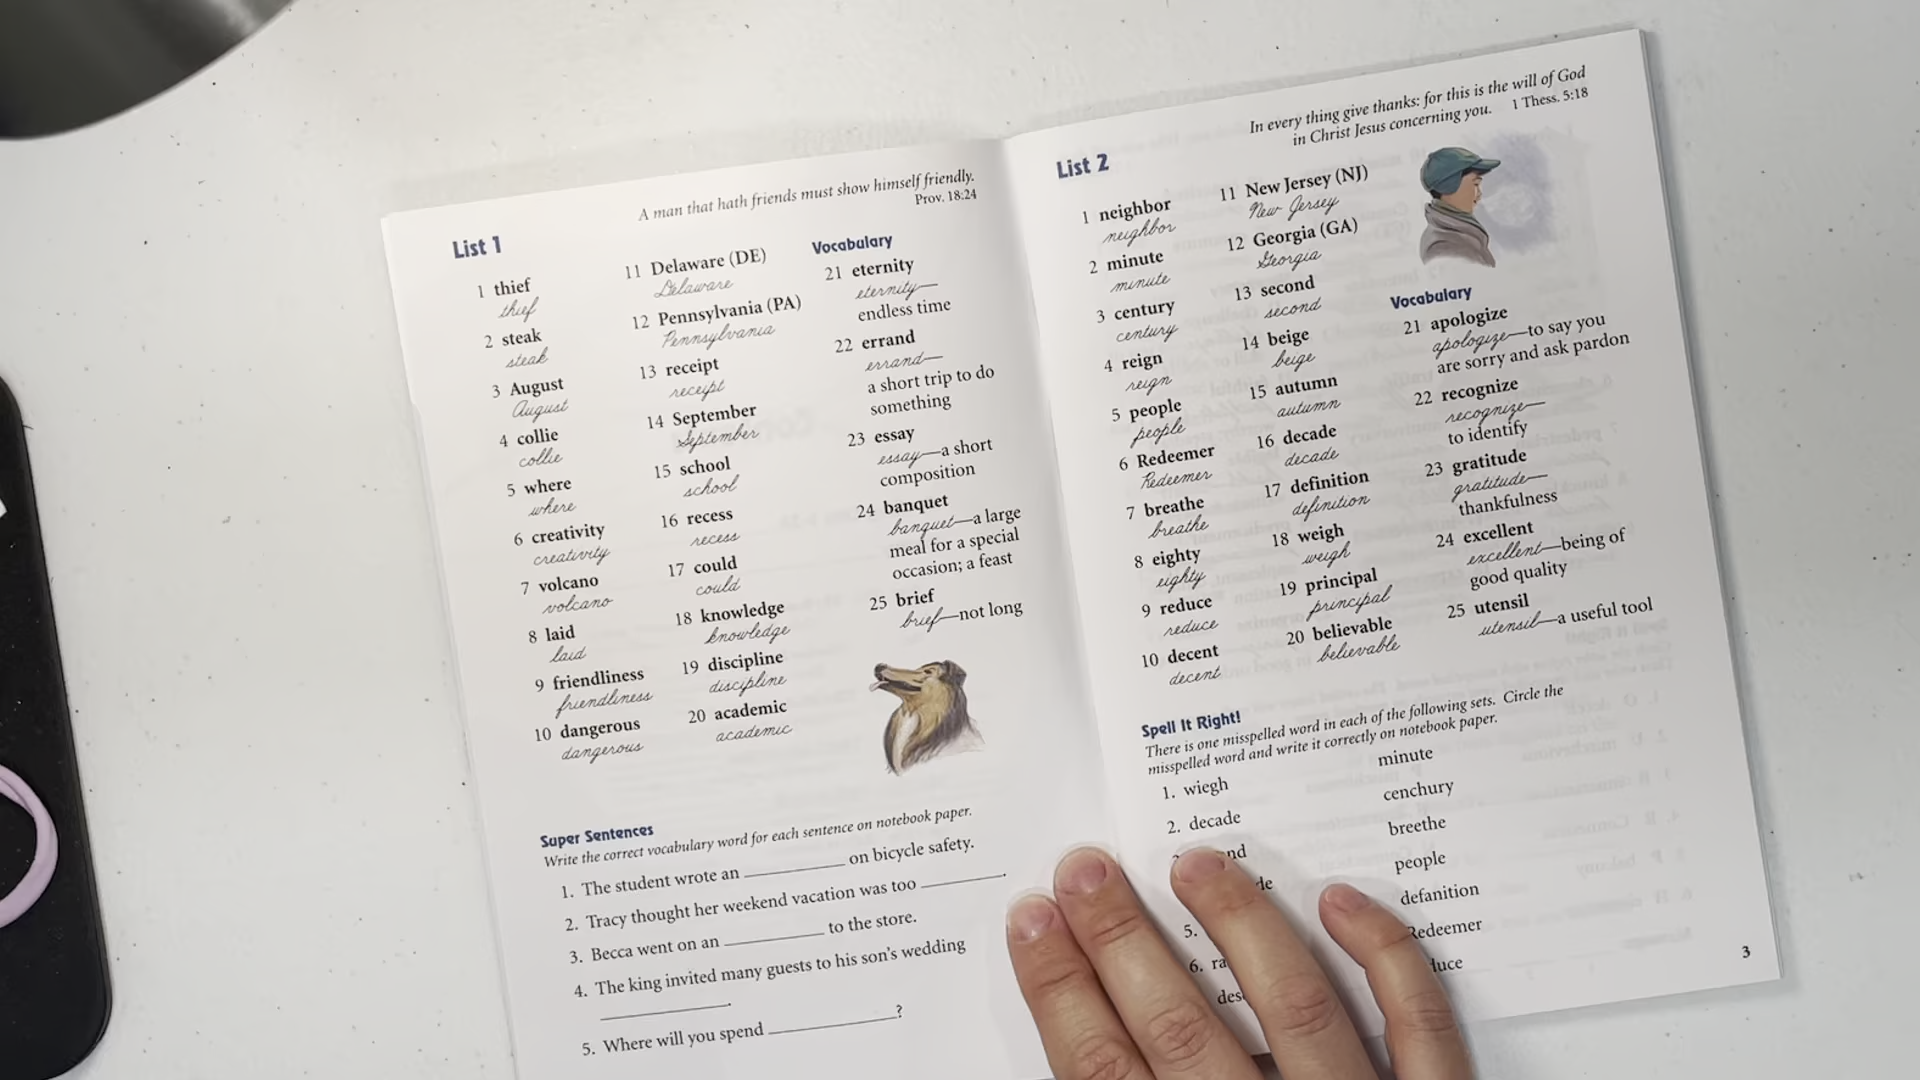 A man that hath friends must show himself friendly.
Prov. 18:24
List 1
1 thief
thief
2 steak
steak
3 August
August
4 collie
collie
5 where
where
6 creativity
creativity
7 volcano
volcano
8 laid
laid
9 friendliness
friendliness
10 dangerous
dangerous
11 Delaware (DE)
Delaware
12 Pennsylvania (PA)
Pennsylvania
13 receipt
receipt
14 September
September
15 school
school
16 recess
recess
17 could
could
18 knowledge
knowledge
19 discipline
discipline
20 academic
academic
Vocabulary
21 eternity
eternity—
endless time
22 errand
errand—
a short trip to do
something
23 essay
essay—a short
composition
24 banquet
banquet—a large
meal for a special
occasion; a feast
25 brief
brief—not long
Super Sentences
Write the correct vocabulary word for each sentence on notebook paper.
1. The student wrote an __________ on bicycle safety.
2. Tracy thought her weekend vacation was too __________.
3. Becca went on an __________ to the store.
4. The king invited many guests to his son's wedding
__________.
5. Where will you spend __________?
In every thing give thanks: for this is the will of God
in Christ Jesus concerning you. 1 Thess. 5:18
List 2
1 neighbor
neighbor
2 minute
minute
3 century
century
4 reign
reign
5 people
people
6 Redeemer
Redeemer
7 breathe
breathe
8 eighty
eighty
9 reduce
reduce
10 decent
decent
11 New Jersey (NJ)
New Jersey
12 Georgia (GA)
Georgia
13 second
second
14 beige
beige
15 autumn
autumn
16 decade
decade
17 definition
definition
18 weigh
weigh
19 principal
principal
20 believable
believable
Vocabulary
21 apologize
apologize—to say you
are sorry and ask pardon
22 recognize
recognize—
to identify
23 gratitude
gratitude—
thankfulness
24 excellent
excellent—being of
good quality
25 utensil
utensil—a useful tool
Spell It Right!
There is one misspelled word in each of the following sets. Circle the
misspelled word and write it correctly on notebook paper.
1. wiegh minute
2. decade cenchury
breethe
people
5. defanition
6. Redeemer
3